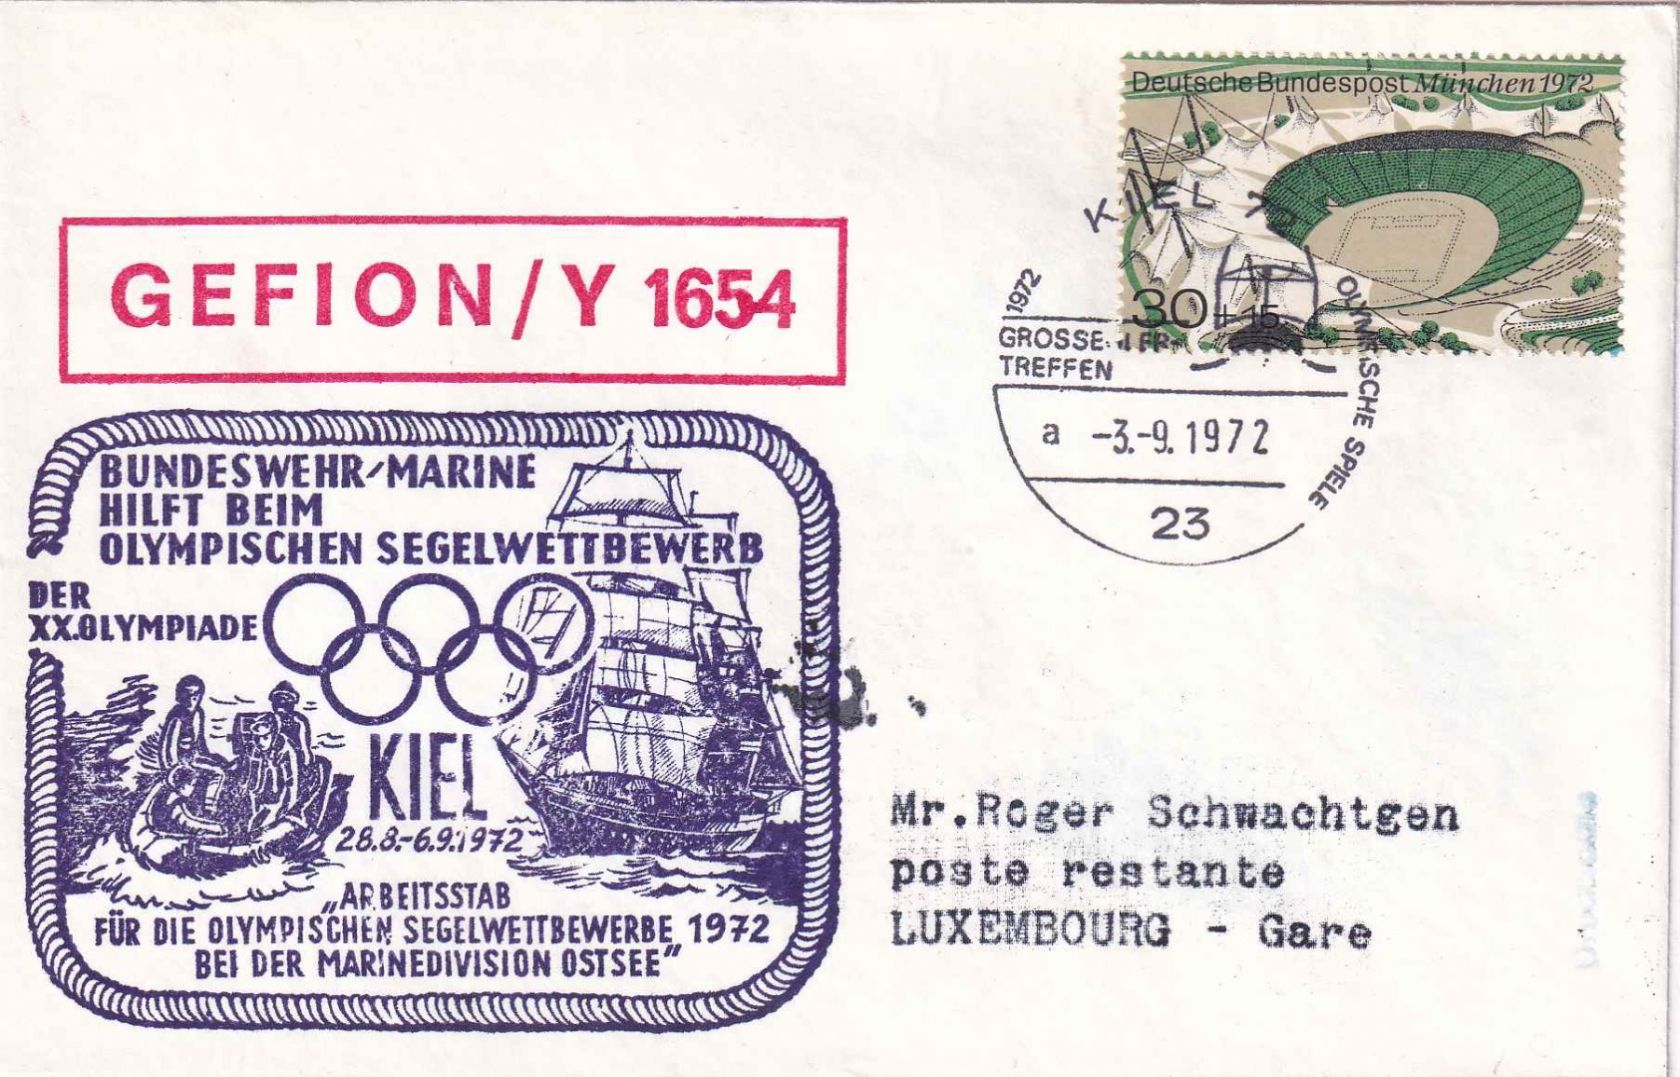 Deutsche Bundespost München 1972
30+15
KIEL
1972
GROSSES
TREFFEN
OLYMPISCHE SPIELE
a -3.-9.1972
23
GEFION/Y 1654
BUNDESWEHR-MARINE
HILFT BEIM
OLYMPISCHEN SEGELWETTBEWERB
DER
XX.OLYMPIADE
KIEL
28.8.-6.9.1972
„ARBEITSSTAB
FÜR DIE OLYMPISCHEN SEGELWETTBEWERBE 1972
BEI DER MARINEDIVISION OSTSEE"
Mr.Roger Schwachtgen
poste restante
LUXEMBOURG - Gare